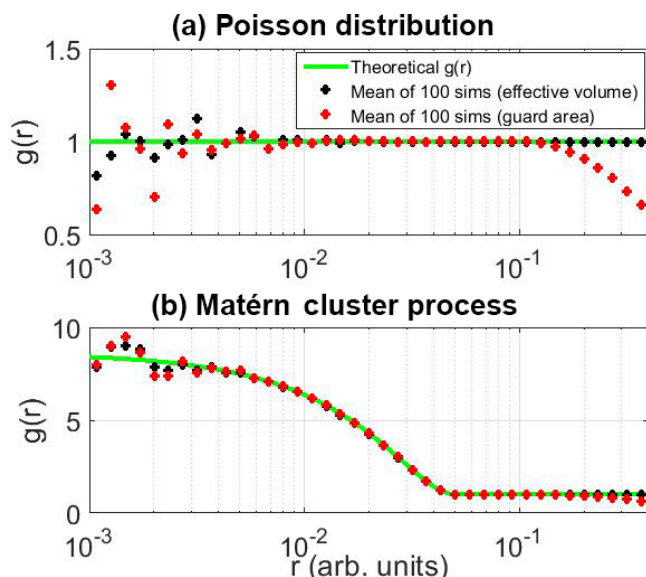 (a) Poisson distribution
1.5
Theoretical g(r)
Mean of 100 sims (effective volume)
Mean of 100 sims (guard area)
g(r)
1
0.5
10-3
10-2
10-1
(b) Matérn cluster process
10
g(r)
5
0
10-3
10-2
10-1
r (arb. units)